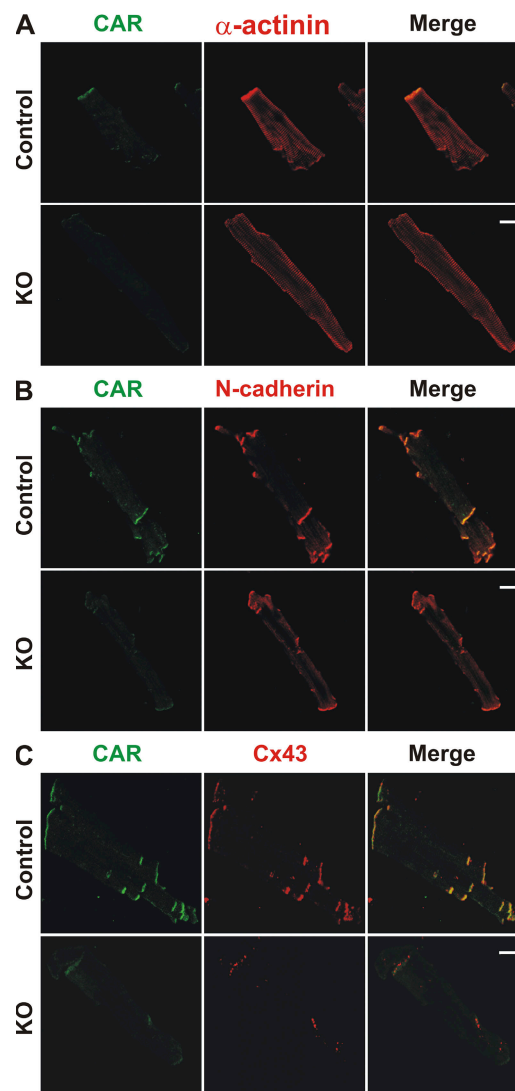 A
CAR α-actinin Merge
Control
KO
B
CAR N-cadherin Merge
Control
KO
C
CAR Cx43 Merge
Control
KO